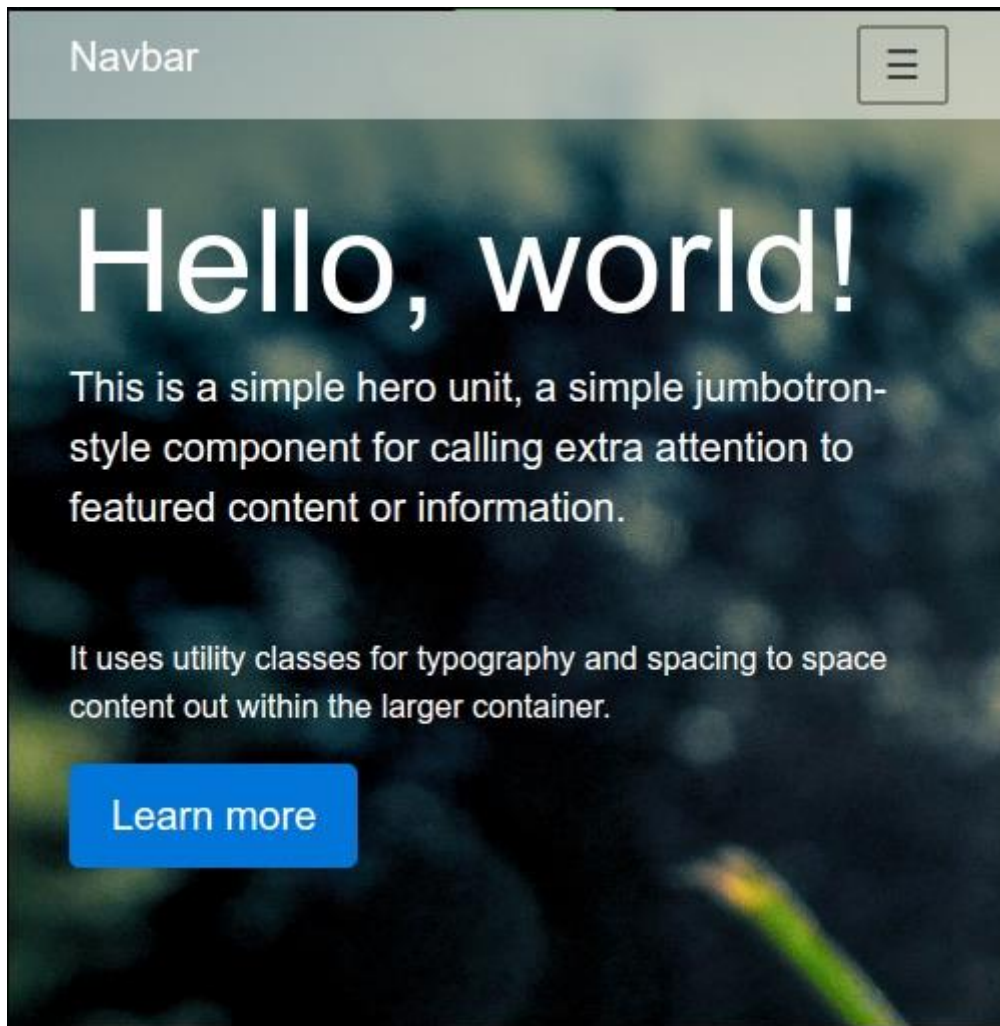 Navbar
☰
Hello, world!
This is a simple hero unit, a simple jumbotron-
style component for calling extra attention to
featured content or information.
It uses utility classes for typography and spacing to space
content out within the larger container.
Learn more